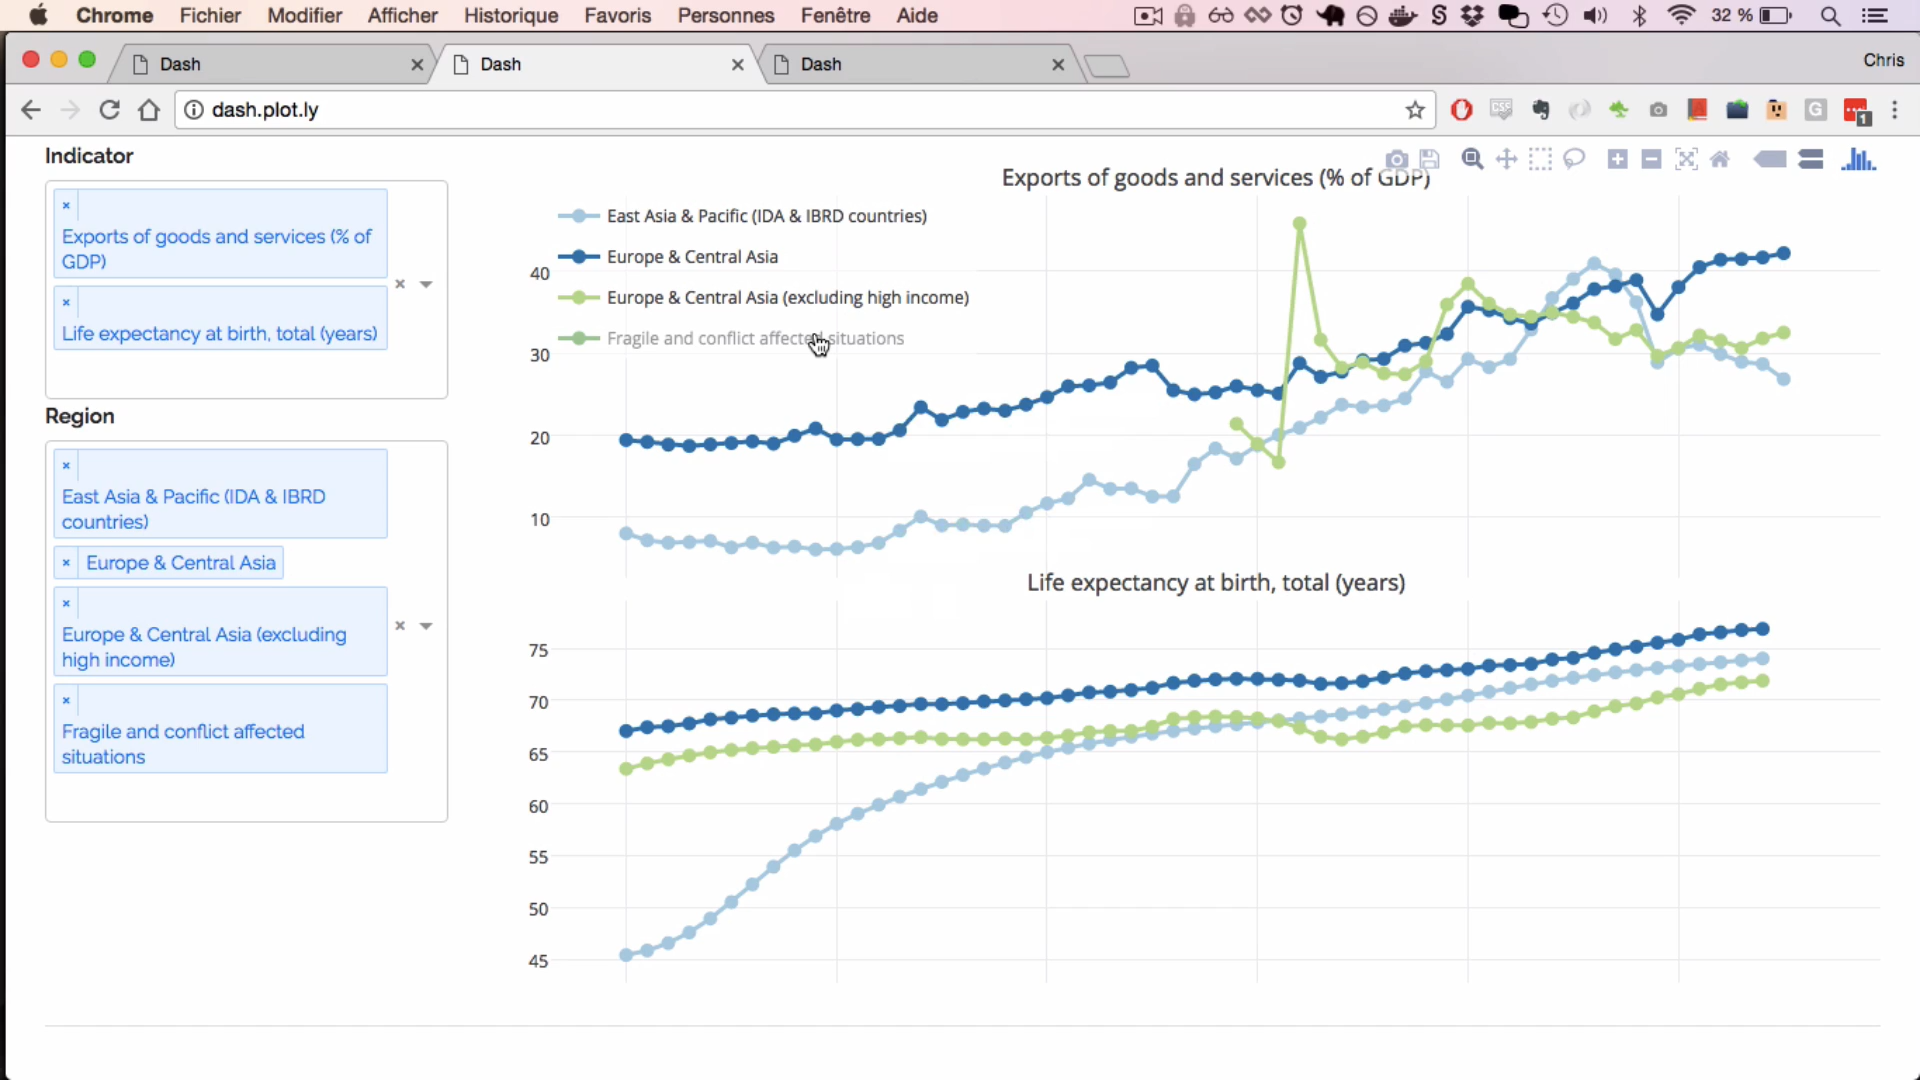 Chrome Fichier Modifier Afficher Historique Favoris Personnes Fenêtre Aide 32 %
Dash Dash Dash Chris
dash.plot.ly
Indicator
× Exports of goods and services (% of
GDP)
× Life expectancy at birth, total (years)
Region
× East Asia & Pacific (IDA & IBRD
countries)
× Europe & Central Asia
× Europe & Central Asia (excluding
high income)
× Fragile and conflict affected
situations
Exports of goods and services (% of GDP)
East Asia & Pacific (IDA & IBRD countries)
Europe & Central Asia
Europe & Central Asia (excluding high income)
Fragile and conflict affected situations
40
30
20
10
Life expectancy at birth, total (years)
75
70
65
60
55
50
45